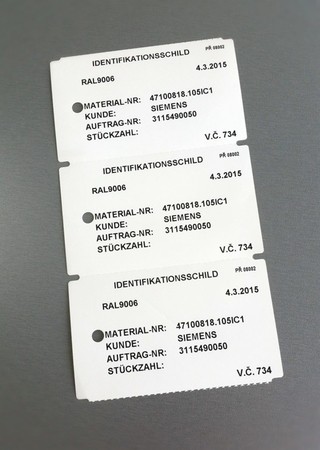 IDENTIFIKATIONSSCHILD PŘ 08002
RAL9006 4.3.2015
MATERIAL-NR: 47100818.105IC1
KUNDE: SIEMENS
AUFTRAG-NR: 3115490050
STÜCKZAHL:
V.Č. 734
IDENTIFIKATIONSSCHILD PŘ 08002
RAL9006 4.3.2015
MATERIAL-NR: 47100818.105IC1
KUNDE: SIEMENS
AUFTRAG-NR: 3115490050
STÜCKZAHL:
V.Č. 734
IDENTIFIKATIONSSCHILD PŘ 08002
RAL9006 4.3.2015
MATERIAL-NR: 47100818.105IC1
KUNDE: SIEMENS
AUFTRAG-NR: 3115490050
STÜCKZAHL:
V.Č. 734